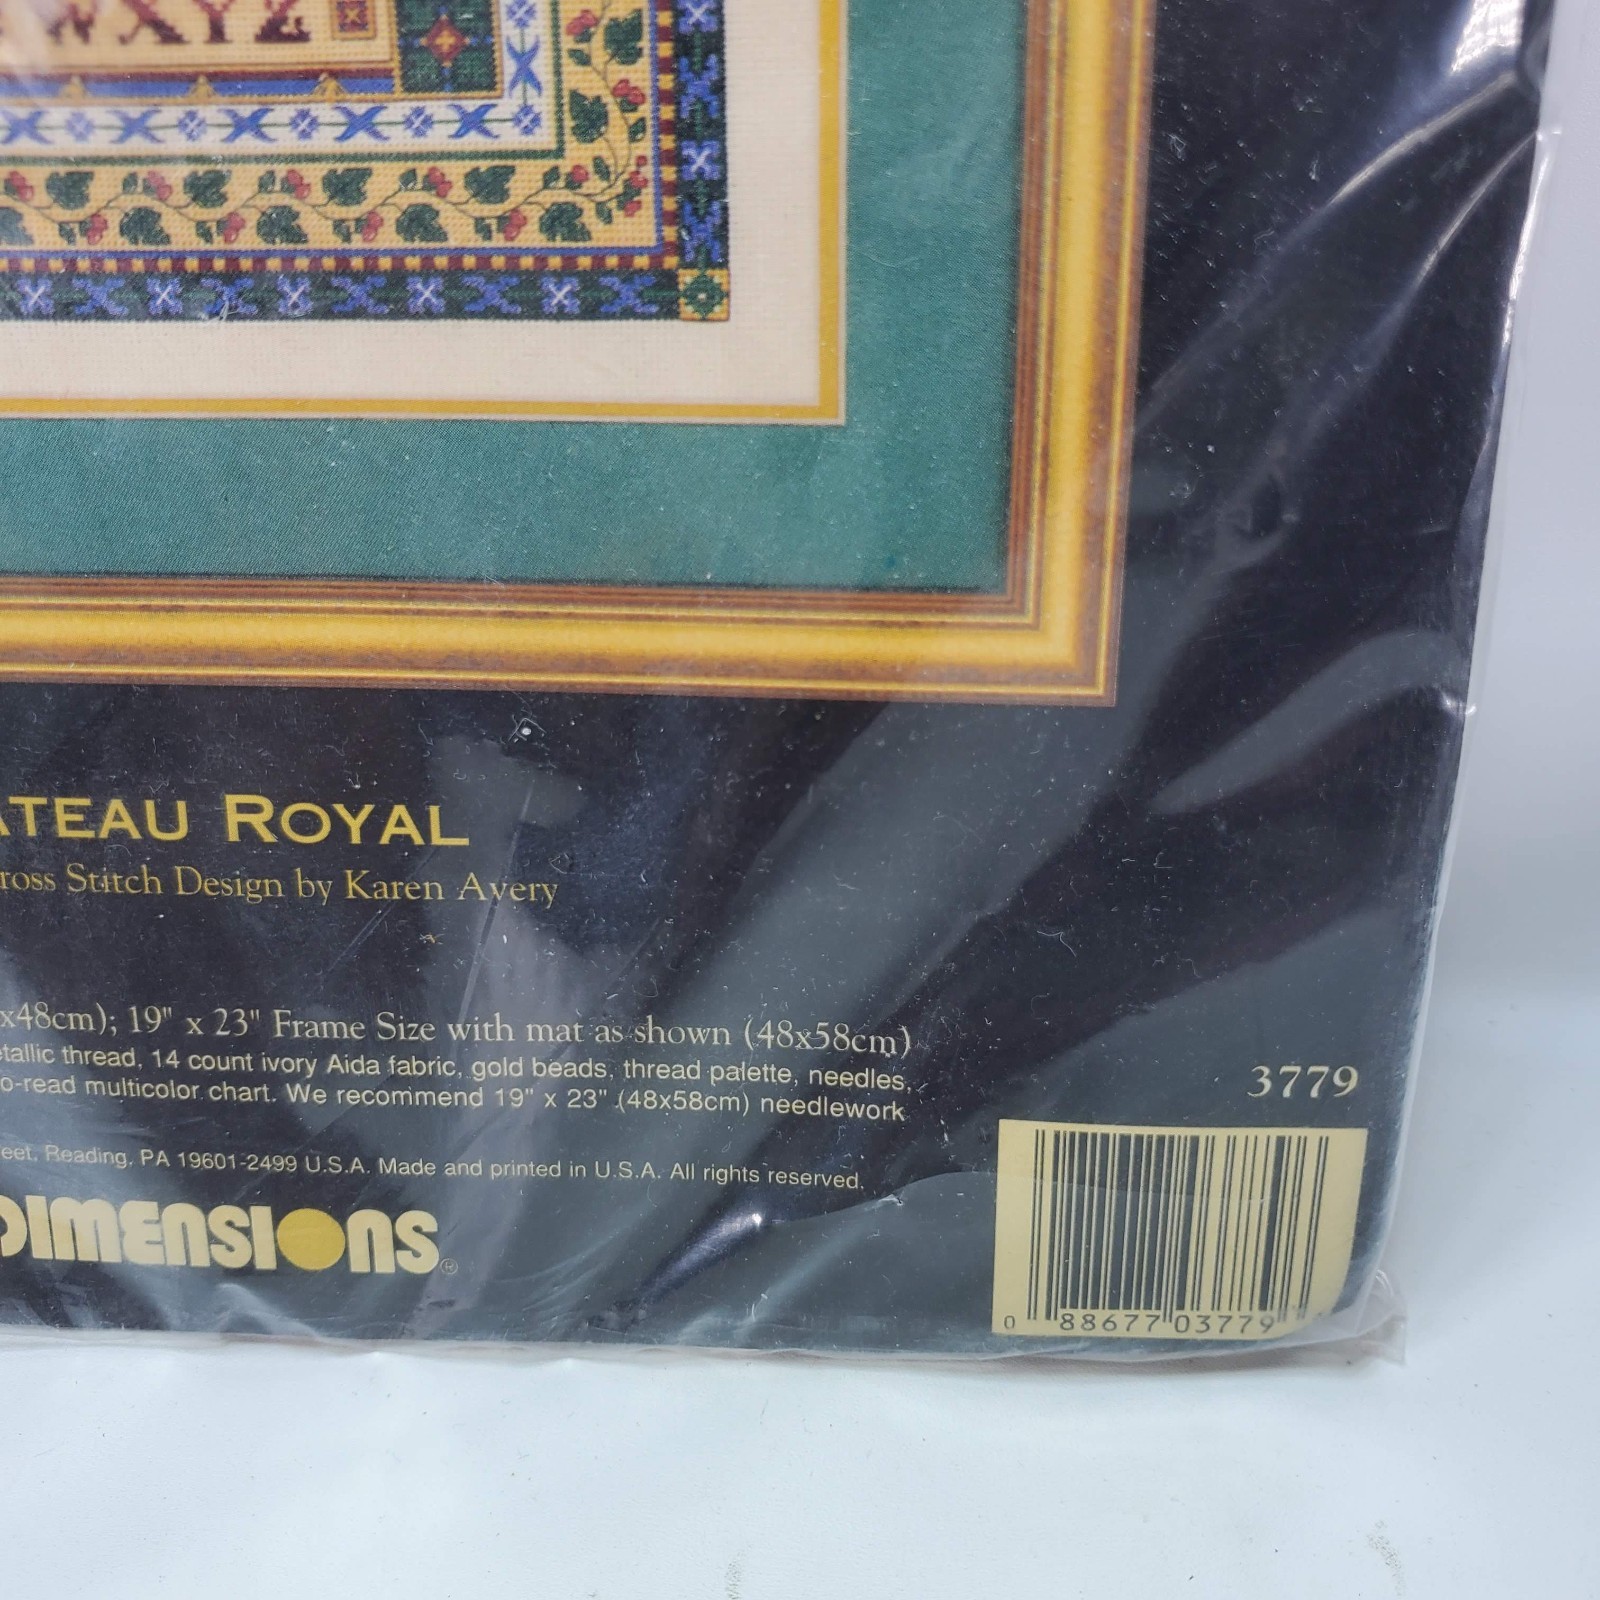 WXYZ
ATEAU ROYAL
ross Stitch Design by Karen Avery
x48cm); 19" x 23" Frame Size with mat as shown (48x58cm)
tallic thread, 14 count ivory Aida fabric, gold beads, thread palette, needles,
o-read multicolor chart. We recommend 19" x 23" (48x58cm) needlework
3779
eet, Reading, PA 19601-2499 U.S.A. Made and printed in U.S.A. All rights reserved.
DIMENSIONS®
0 88677 03779